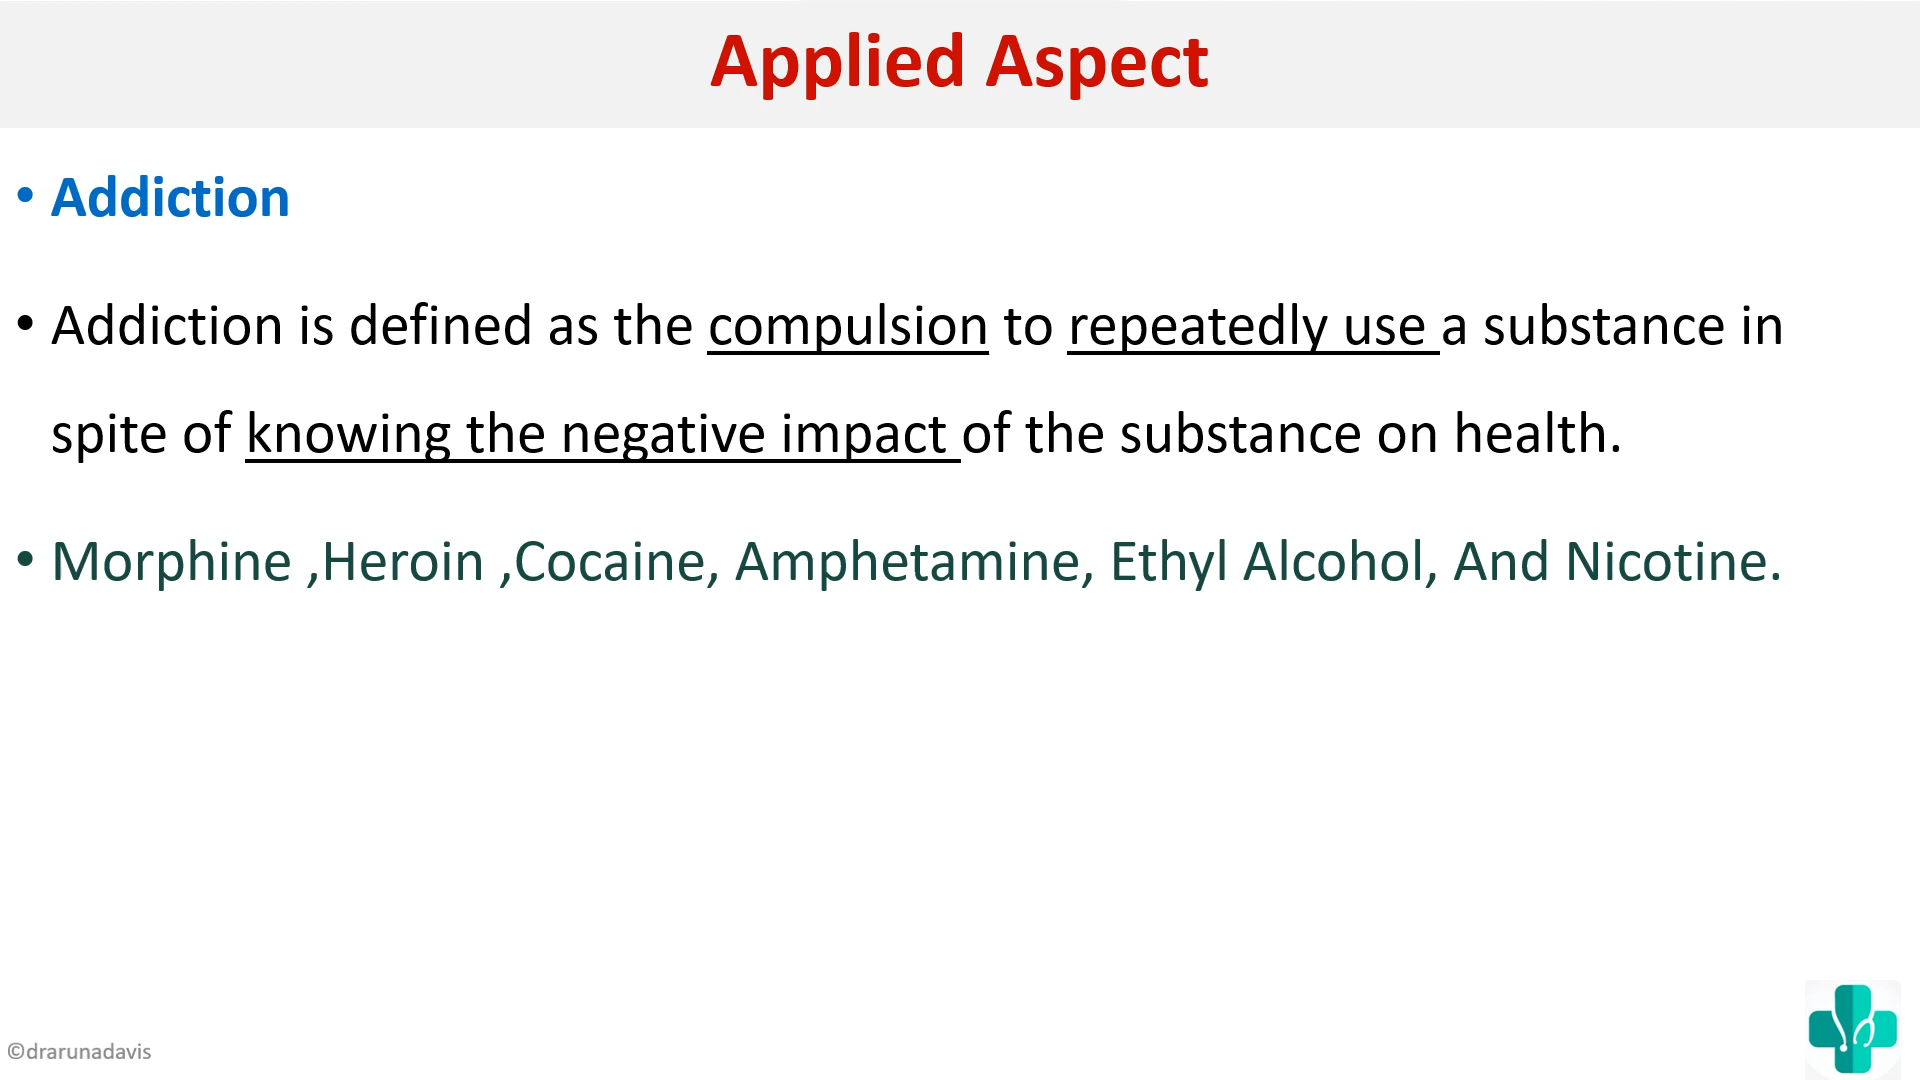 Applied Aspect
• Addiction
• Addiction is defined as the compulsion to repeatedly use a substance in
spite of knowing the negative impact of the substance on health.
• Morphine ,Heroin ,Cocaine, Amphetamine, Ethyl Alcohol, And Nicotine.
©drarunadavis